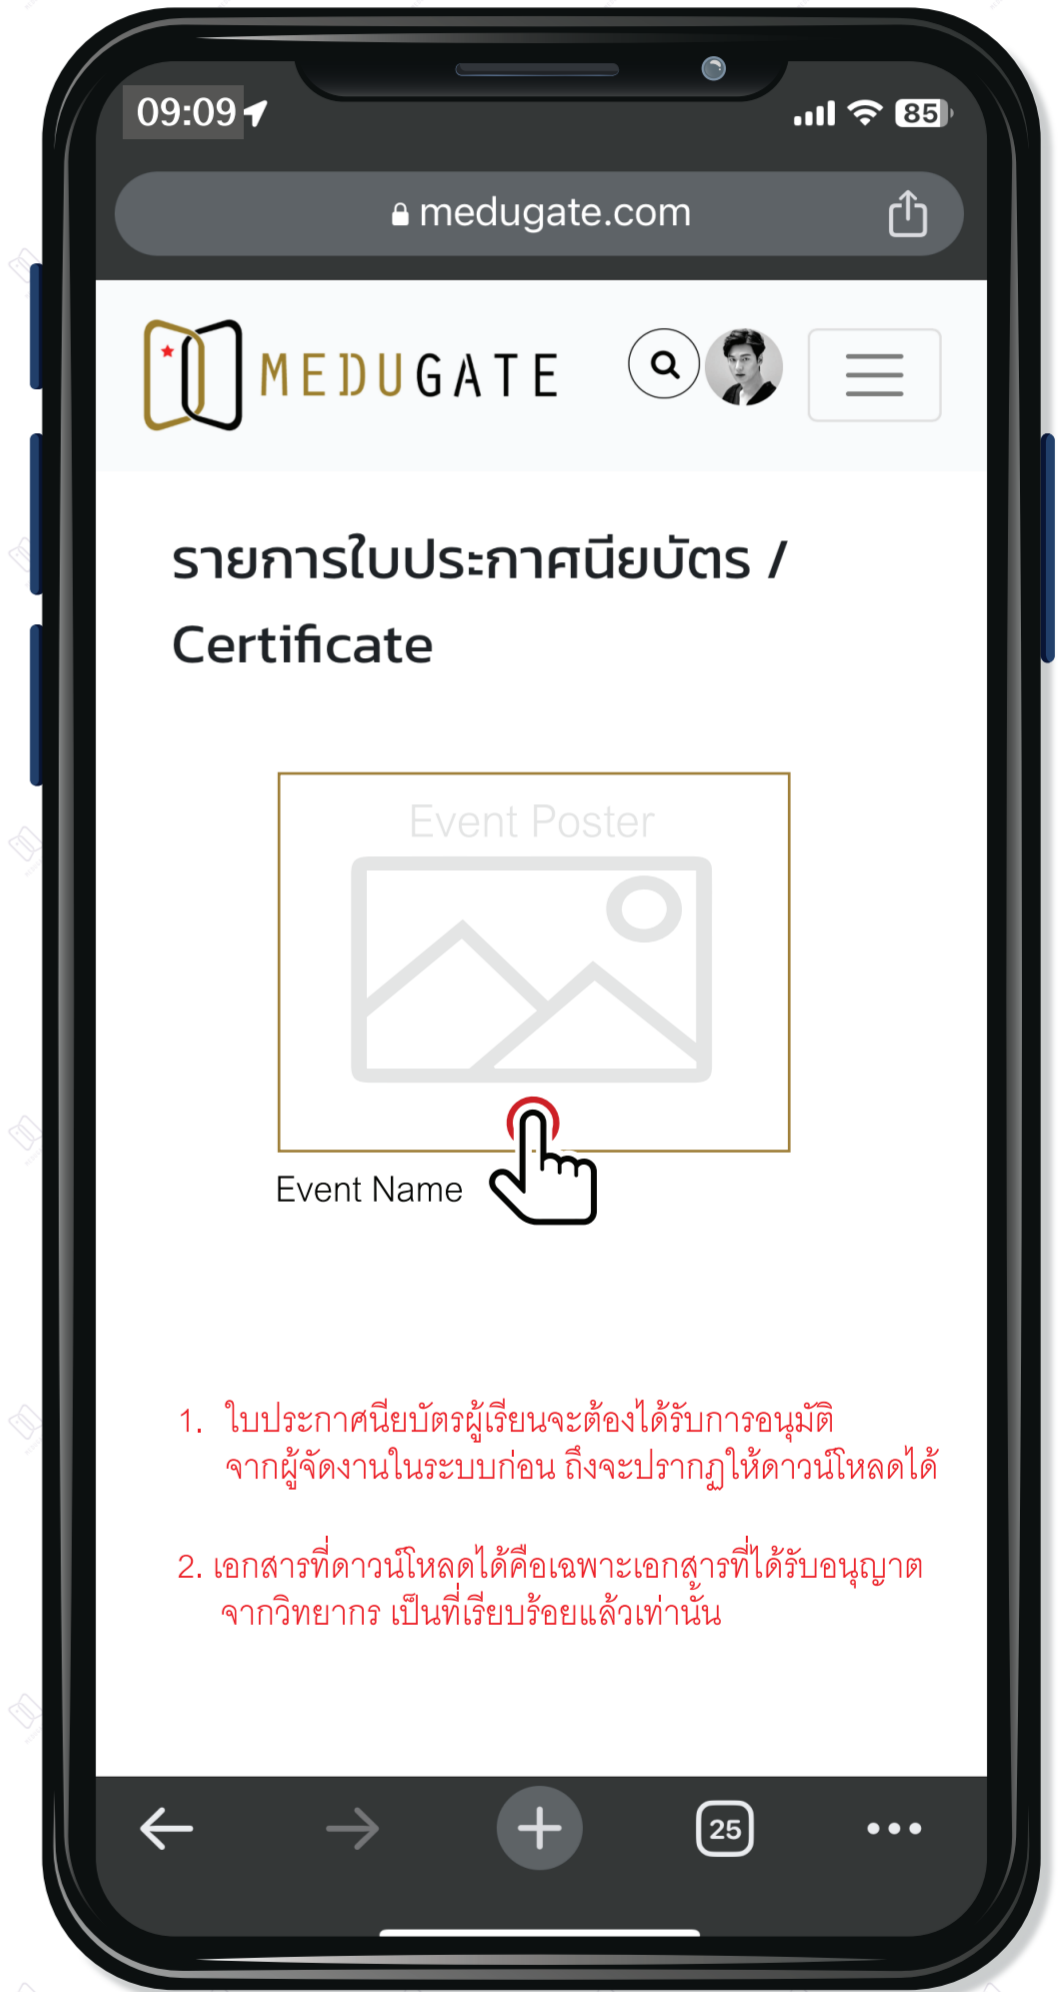 09:09
85
medugate.com
MEDUGATE
รายการใบประกาศนียบัตร /
Certificate
Event Poster
Event Name
1. ใบประกาศนียบัตรผู้เรียนจะต้องได้รับการอนุมัติ
จากผู้จัดงานในระบบก่อน ถึงจะปรากฏให้ดาวน์โหลดได้
2. เอกสารที่ดาวน์โหลดได้คือเฉพาะเอกสารที่ได้รับอนุญาต
จากวิทยากร เป็นที่เรียบร้อยแล้วเท่านั้น
25